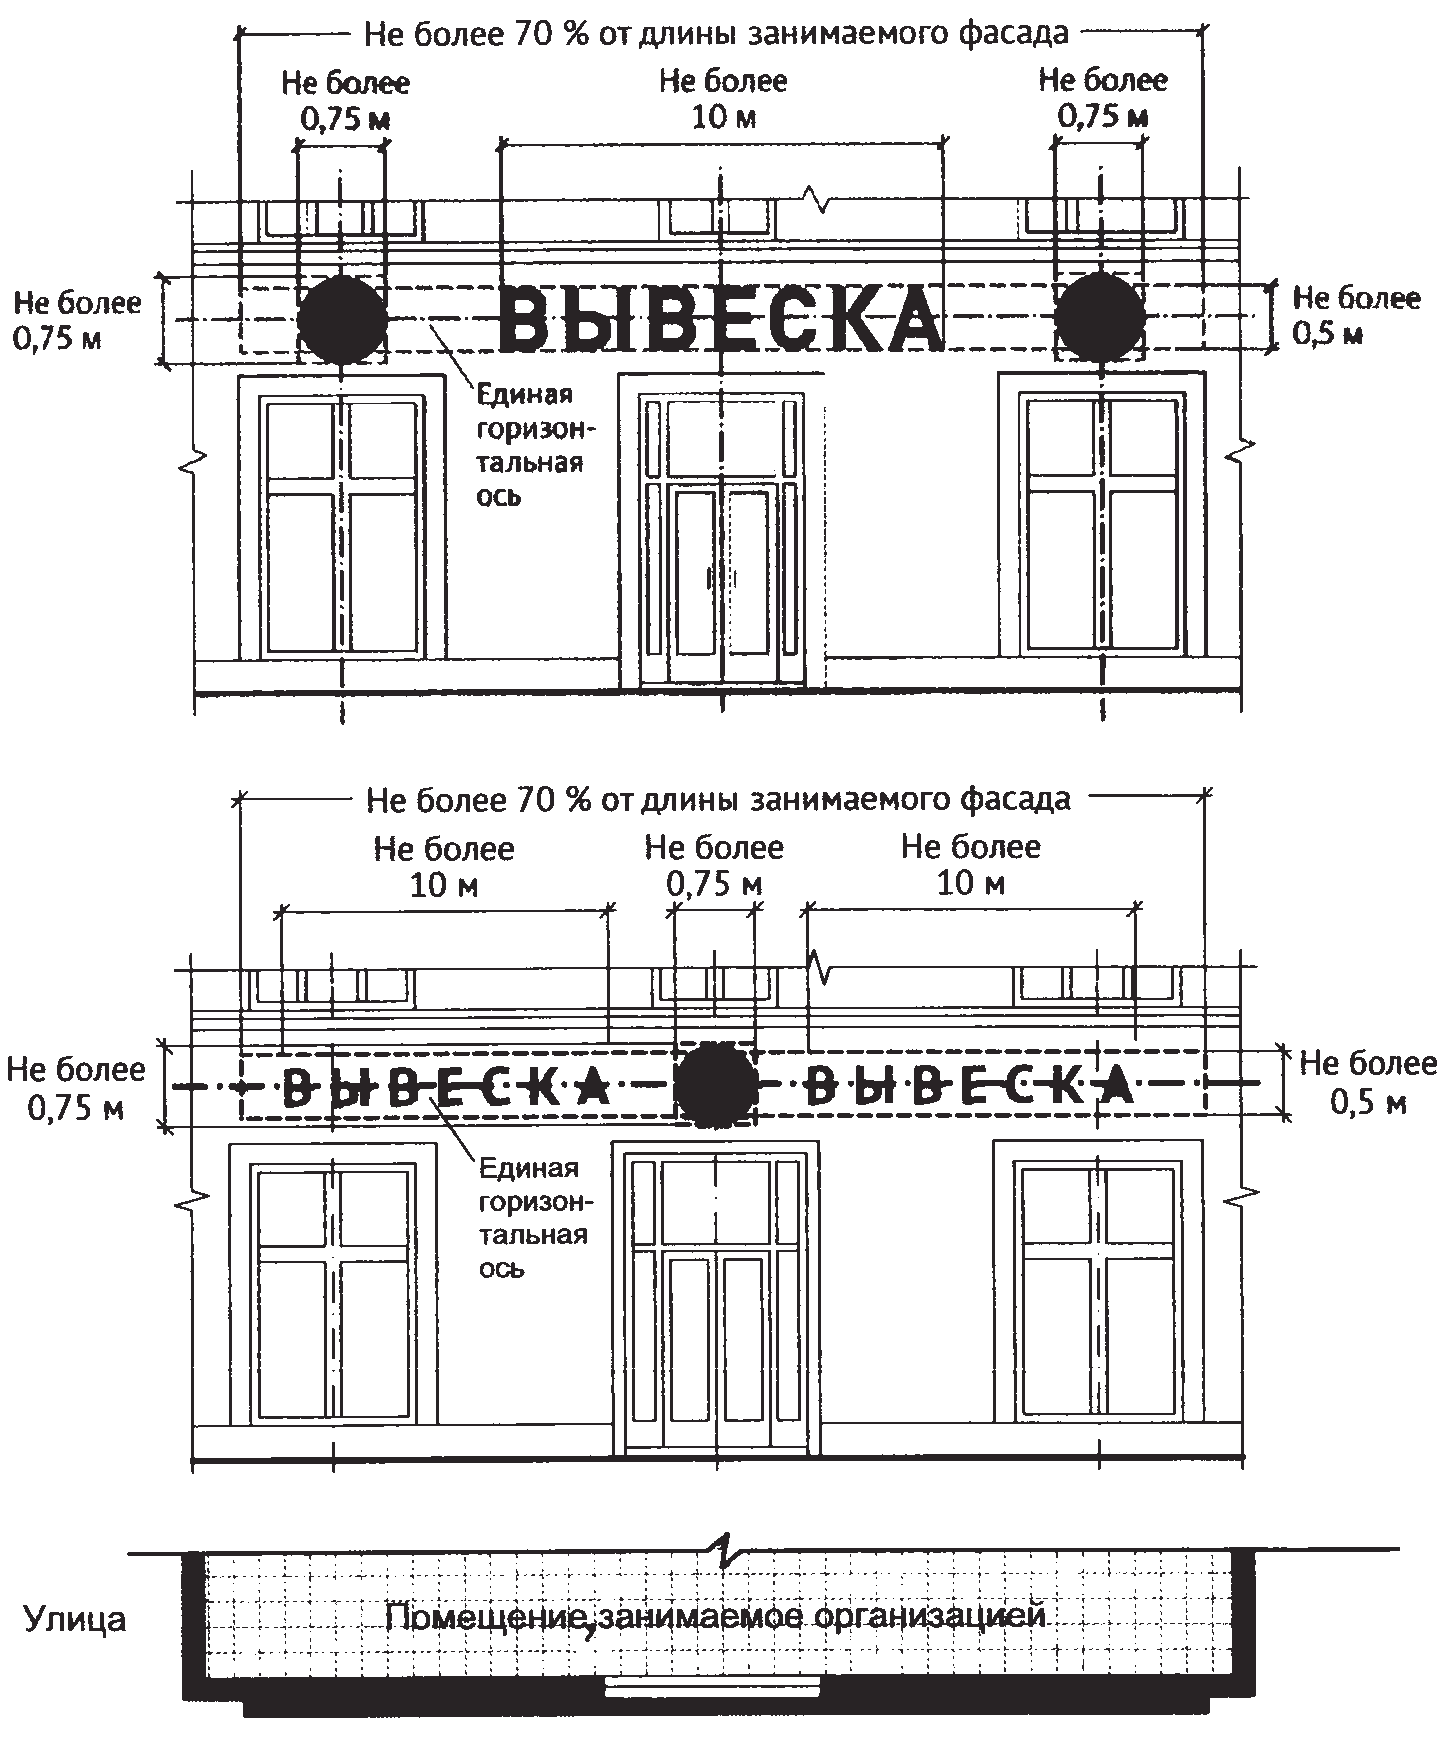 Не более 70 % от длины занимаемого фасада
Не более
0,75 м
Не более
10 м
Не более
0,75 м
Не более
0,75 м
ВЫВЕСКА
Не более
0,5 м
Единая
горизон-
тальная
ось
Не более 70 % от длины занимаемого фасада
Не более
10 м
Не более
0,75 м
Не более
10 м
Не более
0,75 м
ВЫВЕСКА
ВЫВЕСКА
Не более
0,5 м
Единая
горизон-
тальная
ось
Улица
Помещение,занимаемое организацией